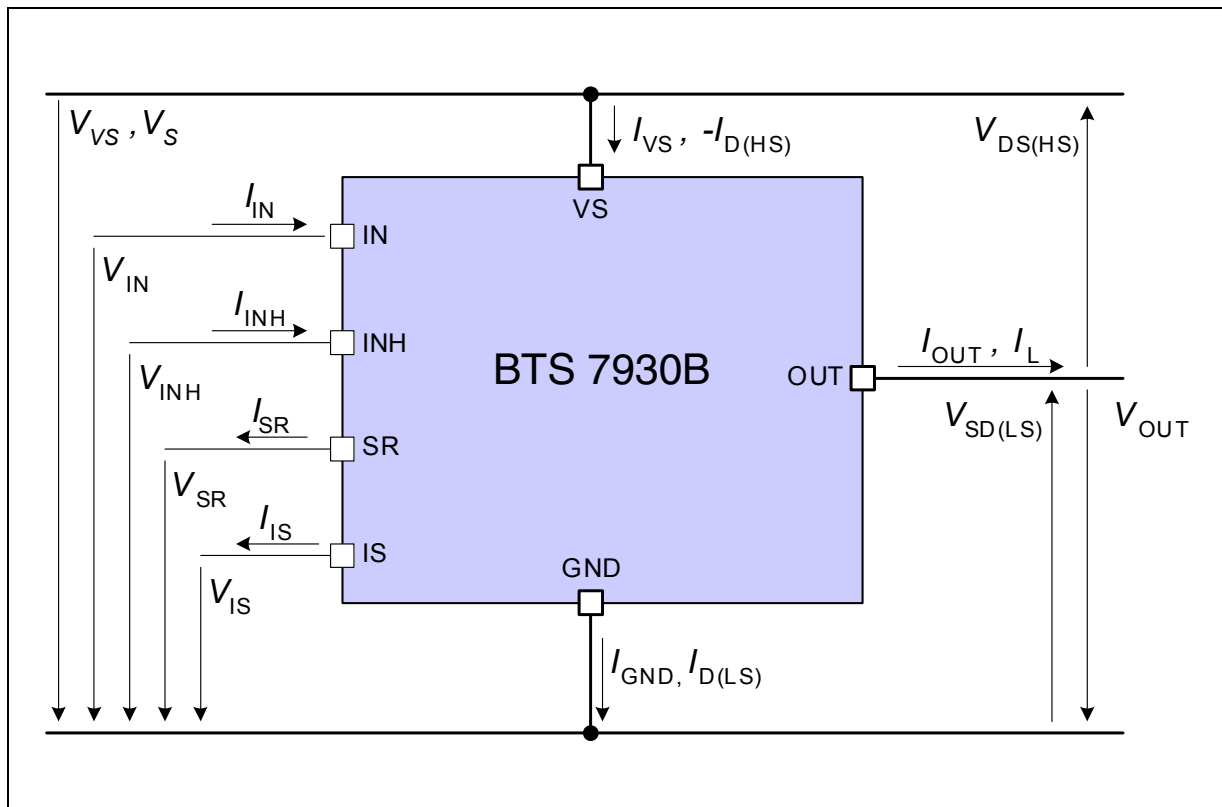 V_VS , V_S
I_VS , -I_D(HS)
V_DS(HS)
VS
I_IN
IN
V_IN
I_INH
INH
V_INH
BTS 7930B
OUT
I_OUT , I_L
I_SR
SR
V_SR
V_SD(LS)
V_OUT
I_IS
IS
V_IS
GND
I_GND, I_D(LS)